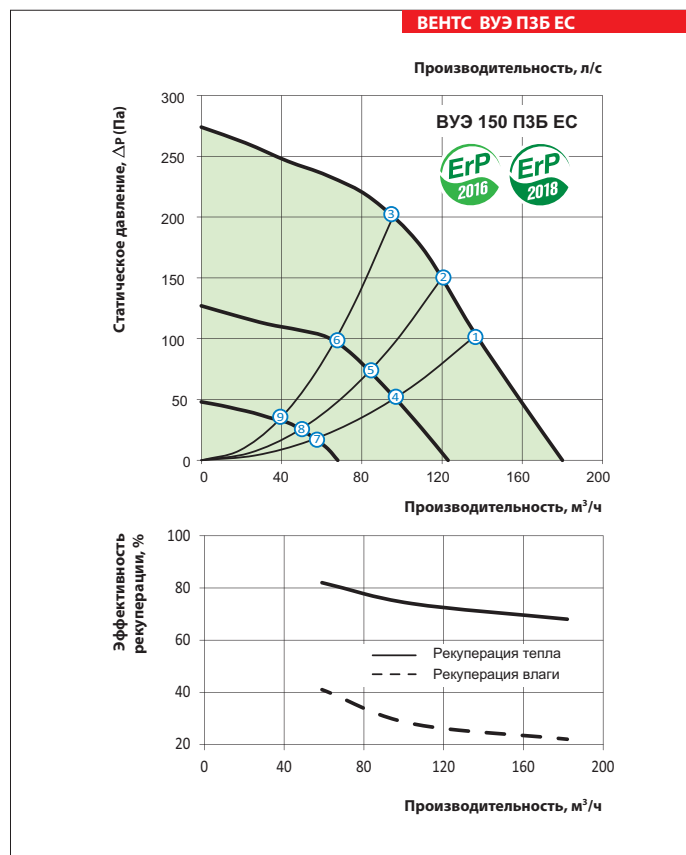 ВЕНТС ВУЭ ПЗБ ЕС
Производительность, л/с
Статическое давление, △P (Па)
ВУЭ 150 ПЗБ ЕС
ErP
2016
ErP
2018
300
250
200
150
100
50
0
3
2
1
6
5
4
9
8
7
0
40
80
120
160
200
Производительность, м³/ч
Эффективность
рекуперации, %
100
80
60
40
20
Рекуперация тепла
Рекуперация влаги
0
40
80
120
160
200
Производительность, м³/ч